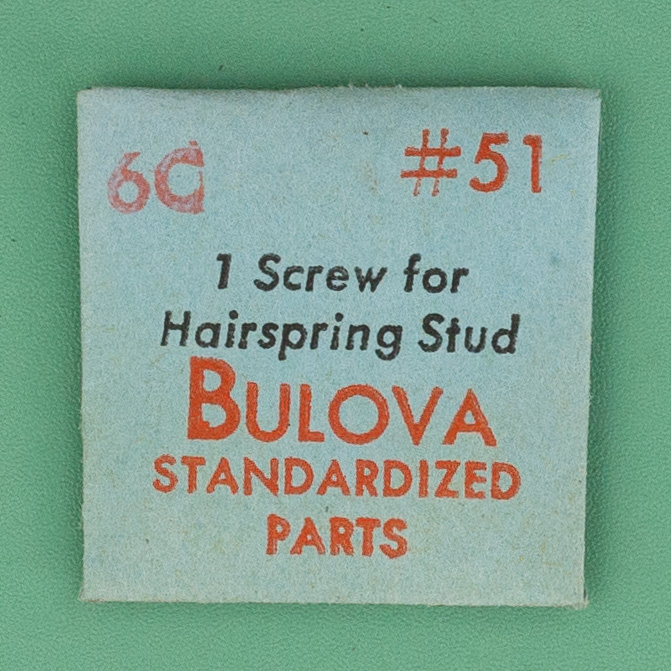 6C #51
1 Screw for
Hairspring Stud
BULOVA
STANDARDIZED
PARTS